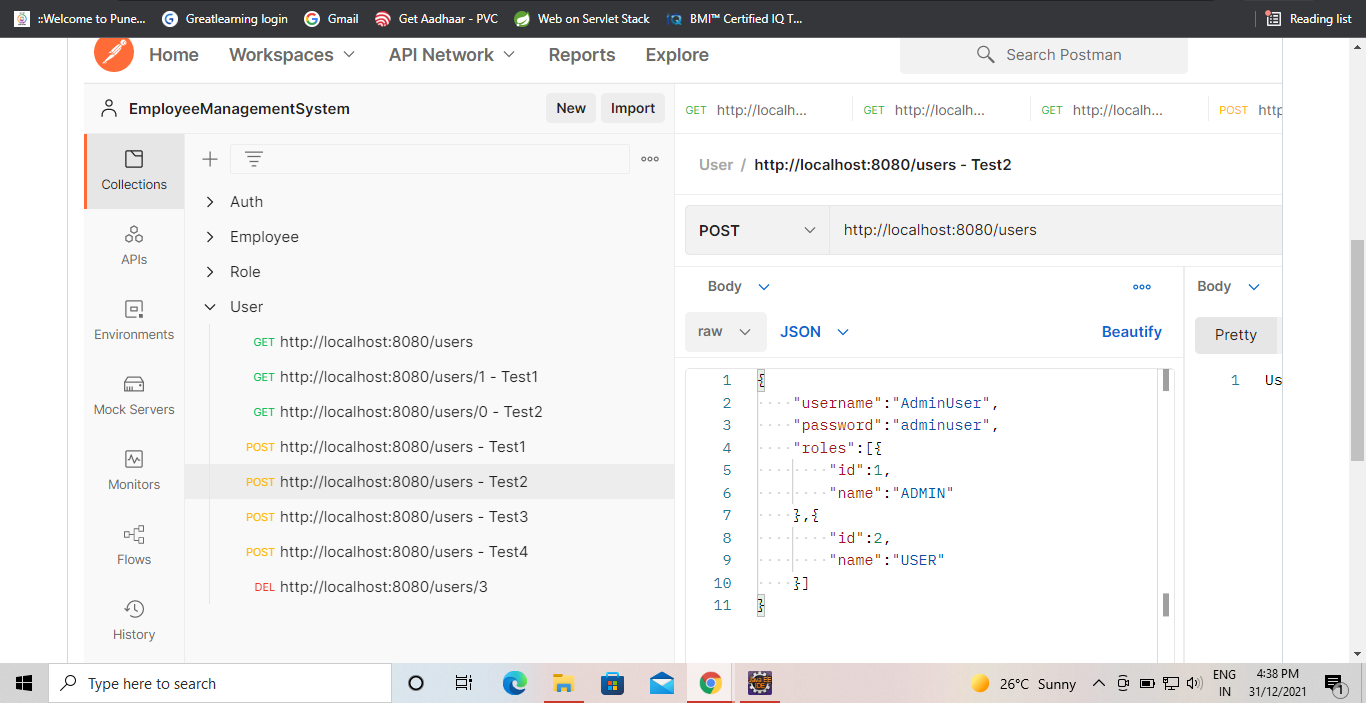 ::Welcome to Pune... Greatlearning login Gmail Get Aadhaar - PVC Web on Servlet Stack BMI™ Certified IQ T... Reading list
Home Workspaces API Network Reports Explore Search Postman
EmployeeManagementSystem New Import
GET http://localh... GET http://localh... GET http://localh... POST http
Collections
APIs
Environments
Mock Servers
Monitors
Flows
History
Auth
Employee
Role
User
GET http://localhost:8080/users
GET http://localhost:8080/users/1 - Test1
GET http://localhost:8080/users/0 - Test2
POST http://localhost:8080/users - Test1
POST http://localhost:8080/users - Test2
POST http://localhost:8080/users - Test3
POST http://localhost:8080/users - Test4
DEL http://localhost:8080/users/3
User / http://localhost:8080/users - Test2
POST http://localhost:8080/users
Body
raw JSON Beautify
1 {
2 "username":"AdminUser",
3 "password":"adminuser",
4 "roles":[{
5 "id":1,
6 "name":"ADMIN"
7 },{
8 "id":2,
9 "name":"USER"
10 }]
11 }
Body
Pretty
1 Us
Type here to search
26°C Sunny
ENG
IN
4:38 PM
31/12/2021
1